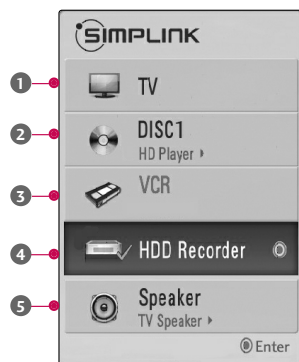 SIMPLINK
1 TV
2 DISC1
HD Player
3 VCR
4 HDD Recorder
5 Speaker
TV Speaker
Enter